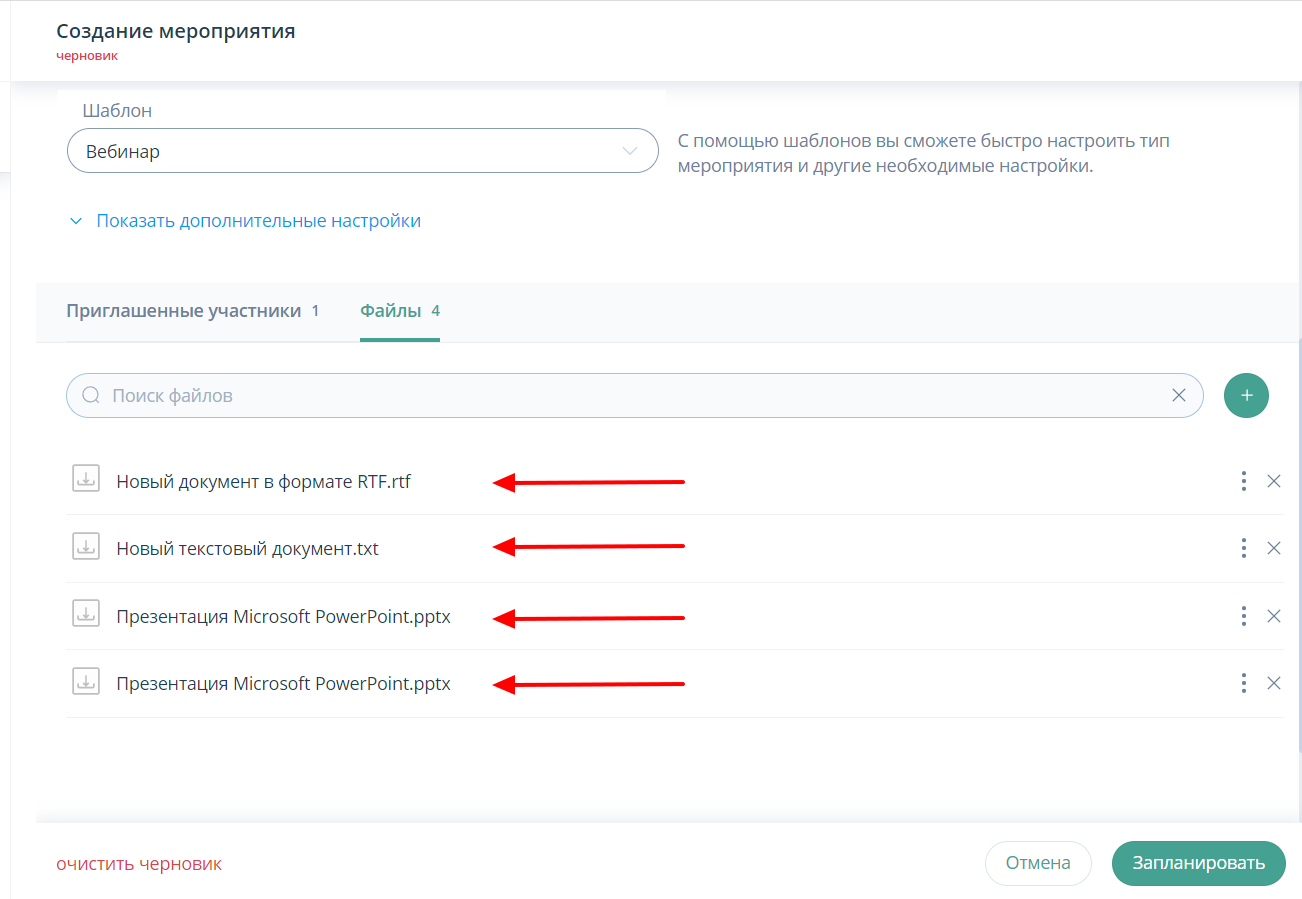 Создание мероприятия
черновик
Шаблон
Вебинар
С помощью шаблонов вы сможете быстро настроить тип
мероприятия и другие необходимые настройки.
Показать дополнительные настройки
Приглашенные участники 1 Файлы 4
Поиск файлов
Новый документ в формате RTF.rtf
Новый текстовый документ.txt
Презентация Microsoft PowerPoint.pptx
Презентация Microsoft PowerPoint.pptx
очистить черновик Отмена Запланировать